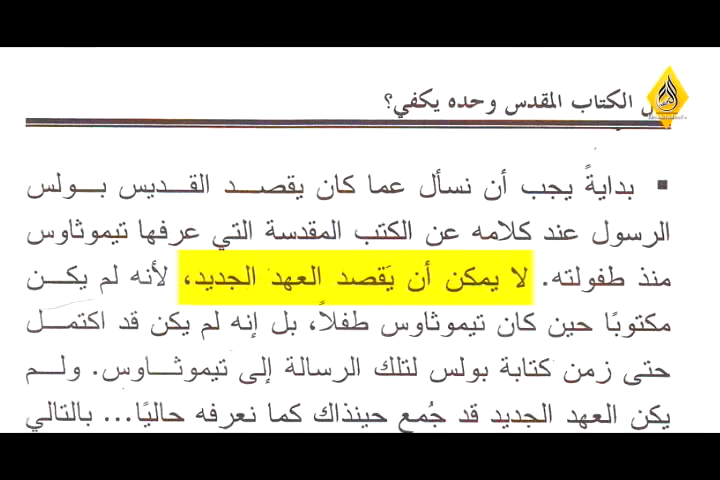 الكتاب المقدس وحده يكفي؟
▪ بدايةً يجب أن نسأل عما كان يقصد القديس بولس
الرسول عند كلامه عن الكتب المقدسة التي عرفها تيموثاوس
منذ طفولته. لا يمكن أن يَقصد العهد الجديد، لأنه لم يكن
مكتوبًا حين كان تيموثاوس طفلاً، بل إنه لم يكن قد اكتمل
حتى زمن كتابة بولس لتلك الرسالة إلى تيموثاوس. ولم
يكن العهد الجديد قد جُمع حينذاك كما نعرفه حاليًا... بالتالي